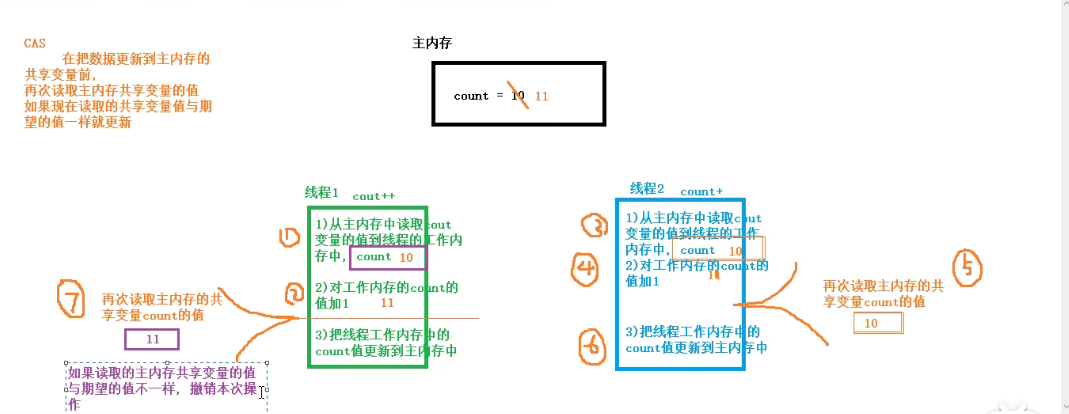 CAS
在把数据更新到主内存的
共享变量前，
再次读取主内存共享变量的值
如果现在读取的共享变量值与期
望的值一样就更新
主内存
count = 10 11
线程1 cout++
①
1)从主内存中读取cout
变量的值到线程的工作内
存中， count 10
②
2)对工作内存的count的
值加1 11
3)把线程工作内存中的
count值更新到主内存中
⑦
再次读取主内存的共
享变量count的值
11
如果读取的主内存共享变量的值
与期望的值不一样，撤销本次操
作
线程2 count+
③
1)从主内存中读取cout
变量的值到线程的工作
内存中， count 10
④
2)对工作内存的count的
值加1 11
⑤
再次读取主内存的共
享变量count的值
10
⑥
3)把线程工作内存中的
count值更新到主内存中